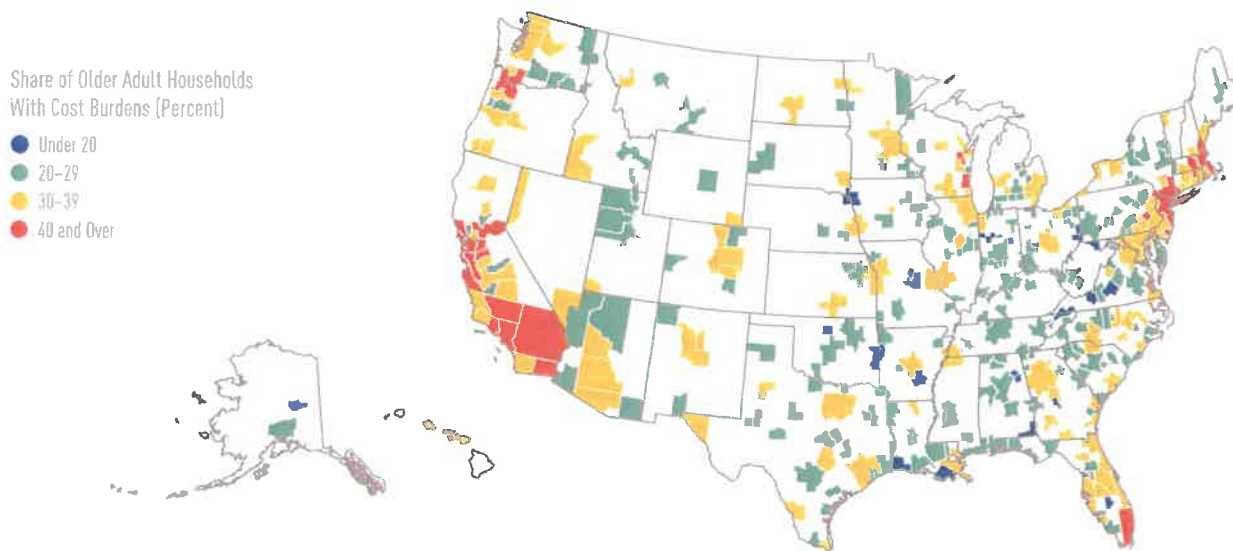 Share of Older Adult Households
With Cost Burdens (Percent)
Under 20
20–29
30–39
40 and Over